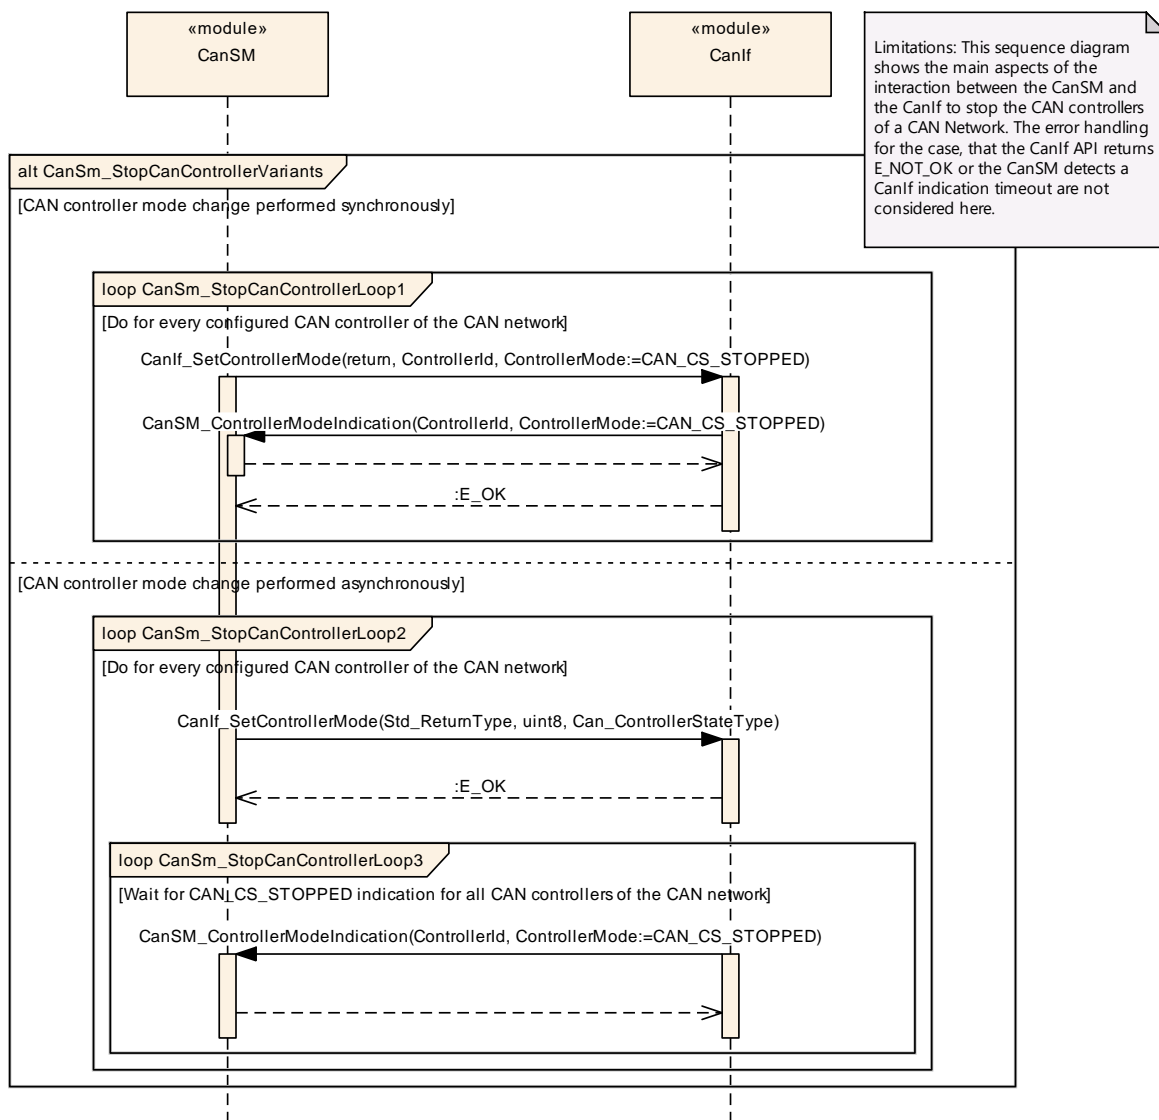 «module»
CanSM
«module»
CanIf
Limitations: This sequence diagram
shows the main aspects of the
interaction between the CanSM and
the CanIf to stop the CAN controllers
of a CAN Network. The error handling
for the case, that the CanIf API returns
E_NOT_OK or the CanSM detects a
CanIf indication timeout are not
considered here.
alt CanSm_StopCanControllerVariants
[CAN controller mode change performed synchronously]
loop CanSm_StopCanControllerLoop1
[Do for every configured CAN controller of the CAN network]
CanIf_SetControllerMode(return, ControllerId, ControllerMode:=CAN_CS_STOPPED)
CanSM_ControllerModeIndication(ControllerId, ControllerMode:=CAN_CS_STOPPED)
:E_OK
[CAN controller mode change performed asynchronously]
loop CanSm_StopCanControllerLoop2
[Do for every configured CAN controller of the CAN network]
CanIf_SetControllerMode(Std_ReturnType, uint8, Can_ControllerStateType)
:E_OK
loop CanSm_StopCanControllerLoop3
[Wait for CAN_CS_STOPPED indication for all CAN controllers of the CAN network]
CanSM_ControllerModeIndication(ControllerId, ControllerMode:=CAN_CS_STOPPED)